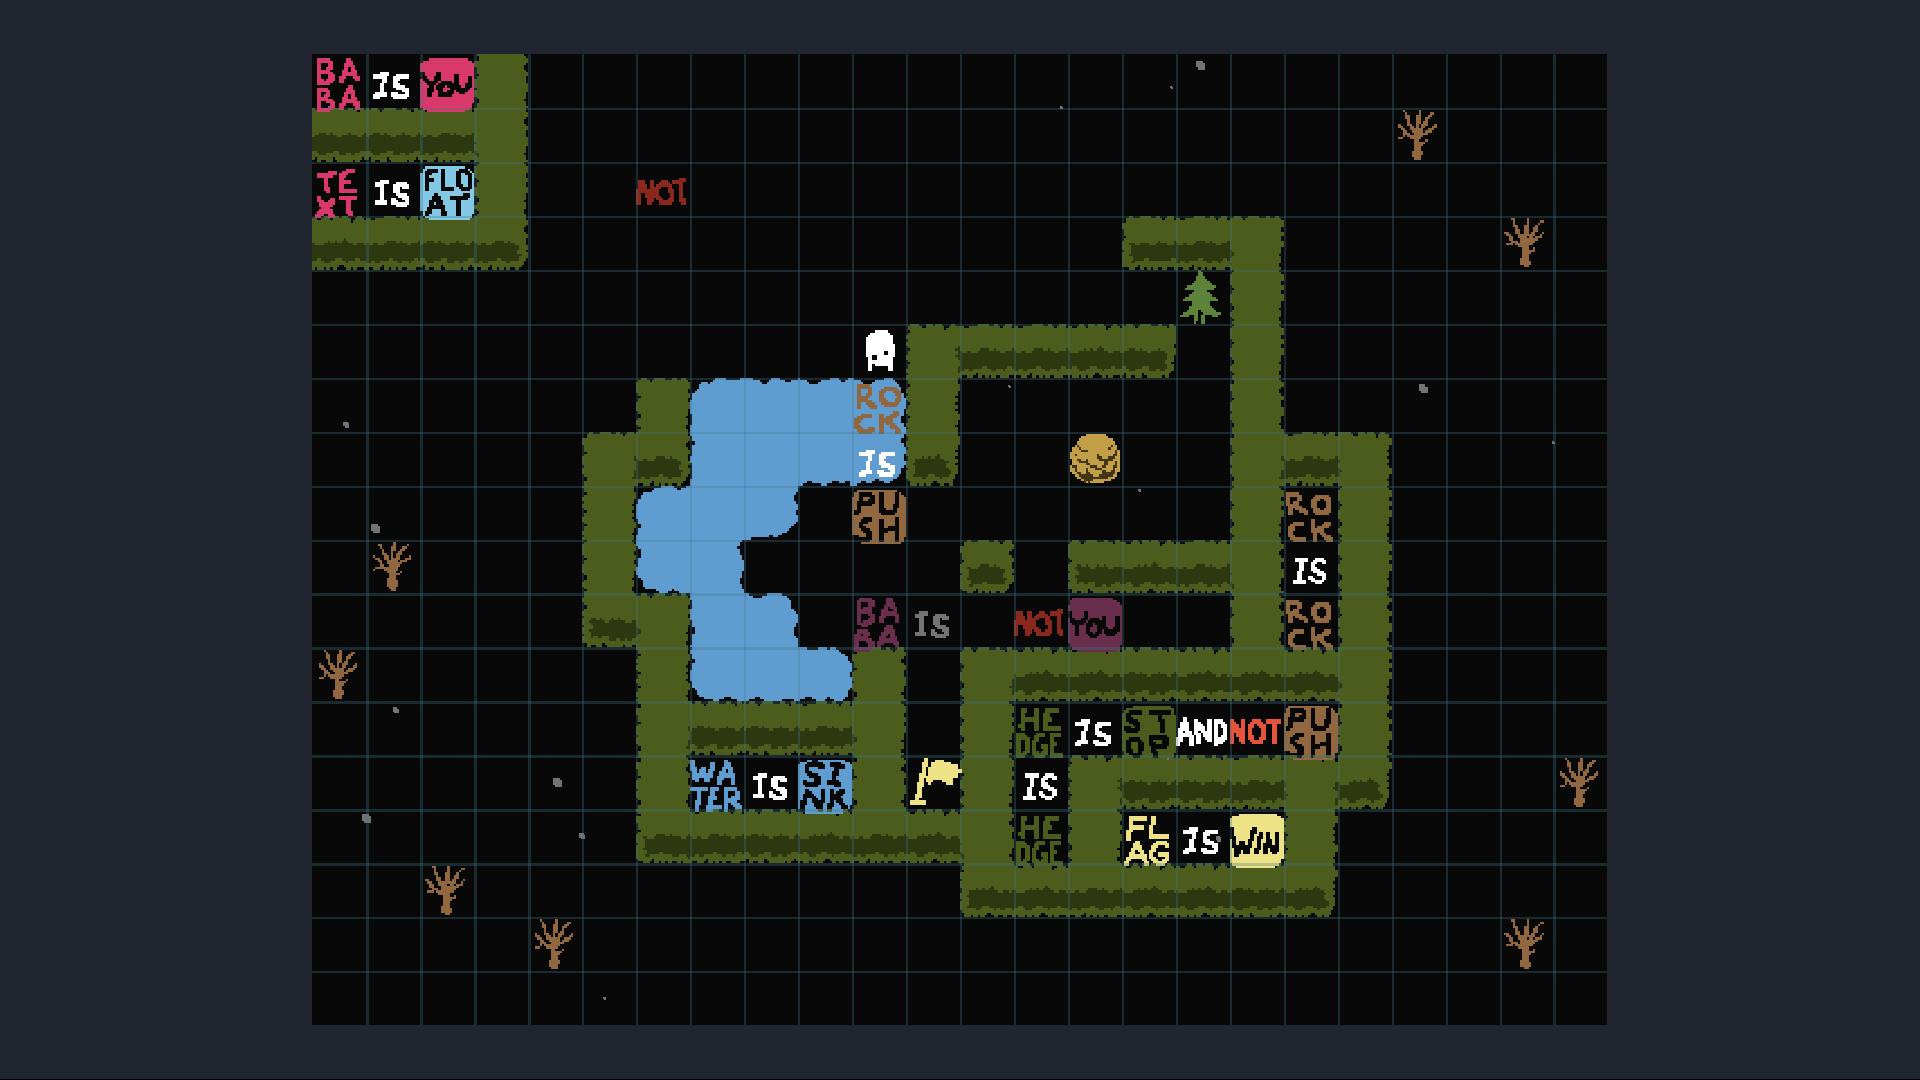 BABA IS YOU
TEXT IS FLOAT
NOT
ROCK
IS
PUSH
ROCK
IS
ROCK
BABA IS NOT YOU
HEDGE IS STOP AND NOT PUSH
WATER IS SINK
IS
HEDGE
FLAG IS WIN